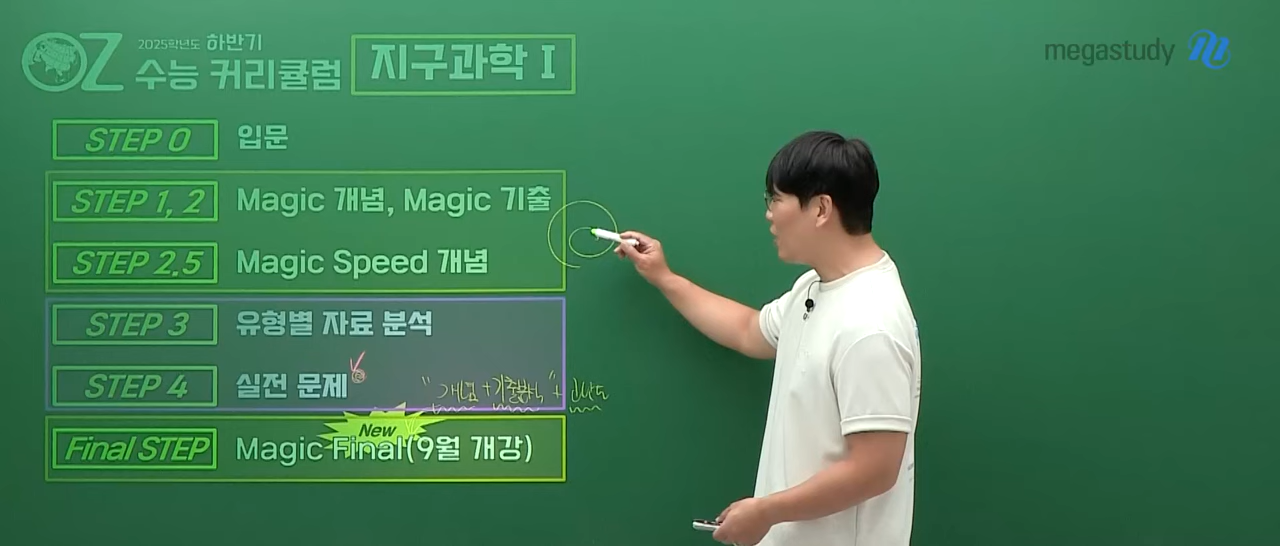 OZ 2025학년도 하반기
수능 커리큘럼 지구과학 I
megastudy
STEP 0 입문
STEP 1, 2 Magic 개념, Magic 기출
STEP 2.5 Magic Speed 개념
STEP 3 유형별 자료 분석
STEP 4 실전 문제
"개념 + 기출분석" + 고난도
New
Final STEP Magic Final(9월 개강)